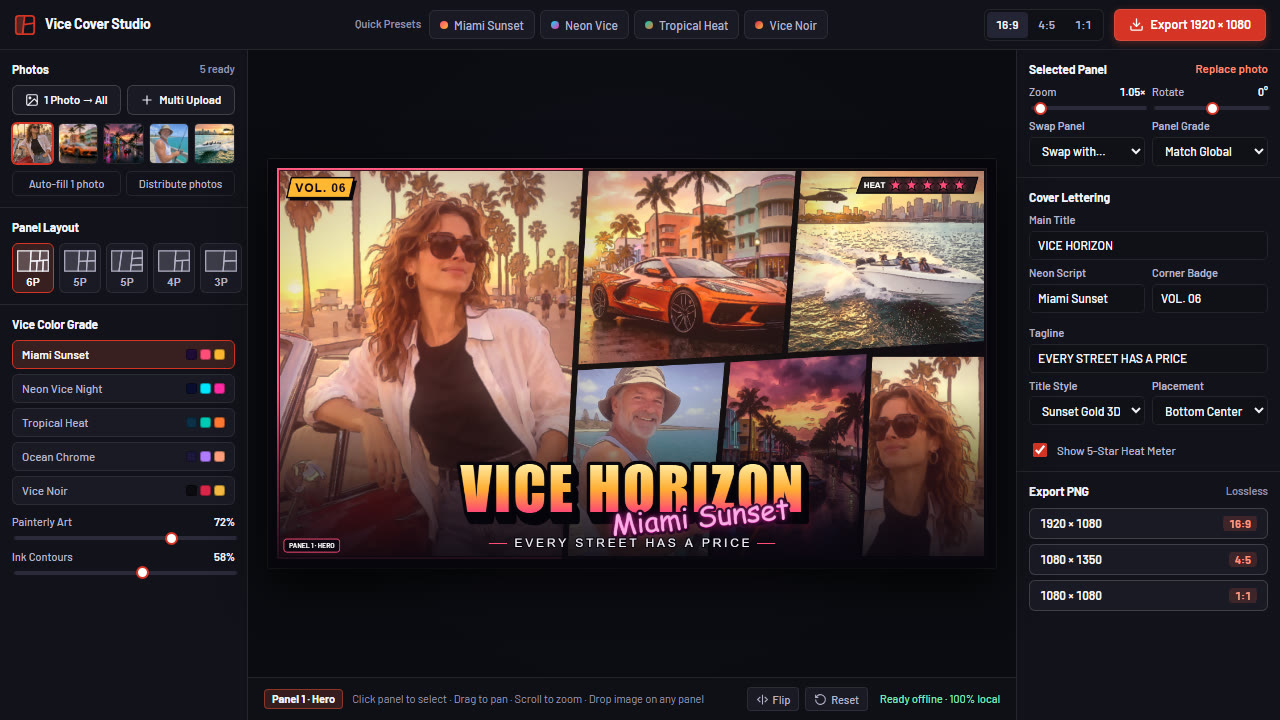 Vice Cover Studio
Quick Presets
Miami Sunset
Neon Vice
Tropical Heat
Vice Noir
16:9
4:5
1:1
Export 1920 × 1080
Photos
5 ready
1 Photo → All
Multi Upload
Auto-fill 1 photo
Distribute photos
Panel Layout
6P
5P
5P
4P
3P
Vice Color Grade
Miami Sunset
Neon Vice Night
Tropical Heat
Ocean Chrome
Vice Noir
Painterly Art
72%
Ink Contours
58%
VOL. 06
HEAT ★ ★ ★ ★ ★
VICE HORIZON
Miami Sunset
EVERY STREET HAS A PRICE
PANEL 1 · HERO
Panel 1 · Hero
Click panel to select · Drag to pan · Scroll to zoom · Drop image on any panel
Flip
Reset
Ready offline · 100% local
Selected Panel
Replace photo
Zoom
1.05×
Rotate
0°
Swap Panel
Panel Grade
Swap with...
Match Global
Cover Lettering
Main Title
VICE HORIZON
Neon Script
Corner Badge
Miami Sunset
VOL. 06
Tagline
EVERY STREET HAS A PRICE
Title Style
Placement
Sunset Gold 3D
Bottom Center
Show 5-Star Heat Meter
Export PNG
Lossless
1920 × 1080
16:9
1080 × 1350
4:5
1080 × 1080
1:1